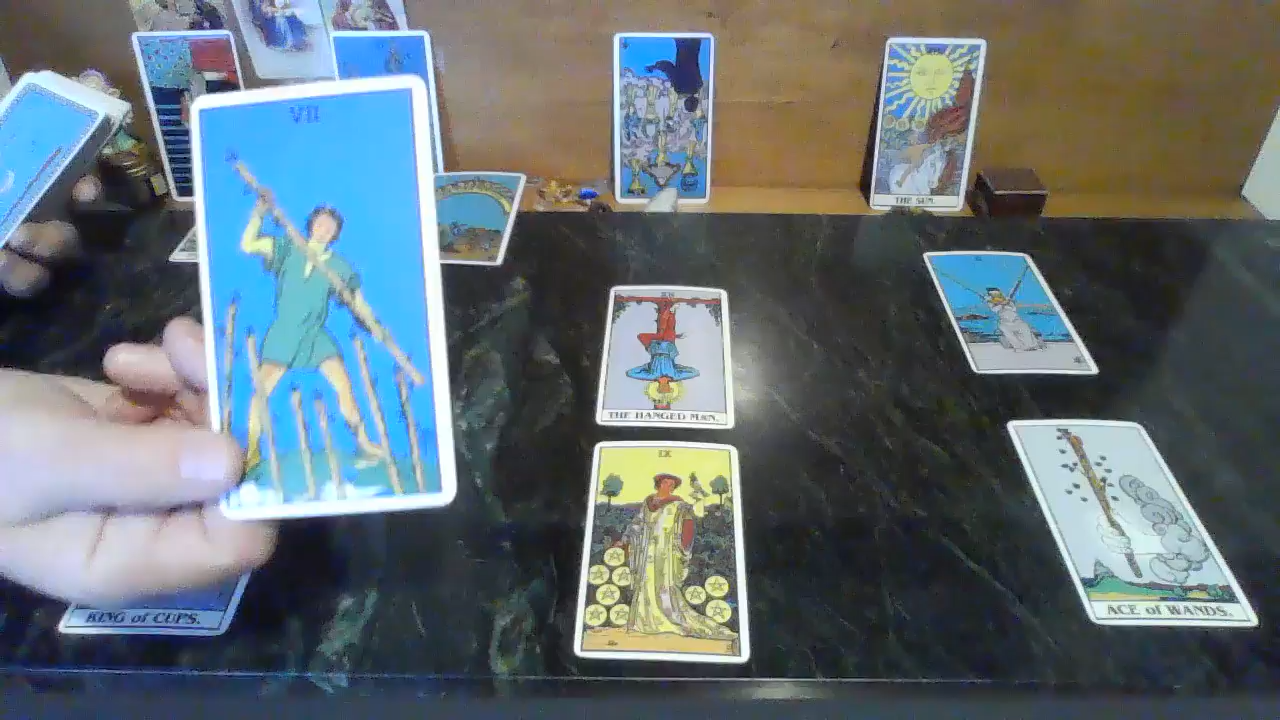 VII
THE SUN.
XII
THE HANGED MAN.
IX
KING of CUPS.
ACE of WANDS.